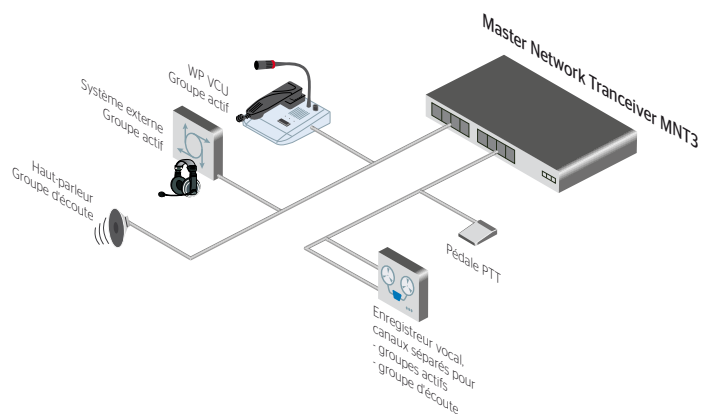 Master Network Tranceiver MNT3
WP VCU
Groupe actif
Système externe
Groupe actif
Haut-parleur
Groupe d'écoute
Pédale PTT
Enregistreur vocal,
canaux séparés pour
- groupes actifs
- groupe d'écoute